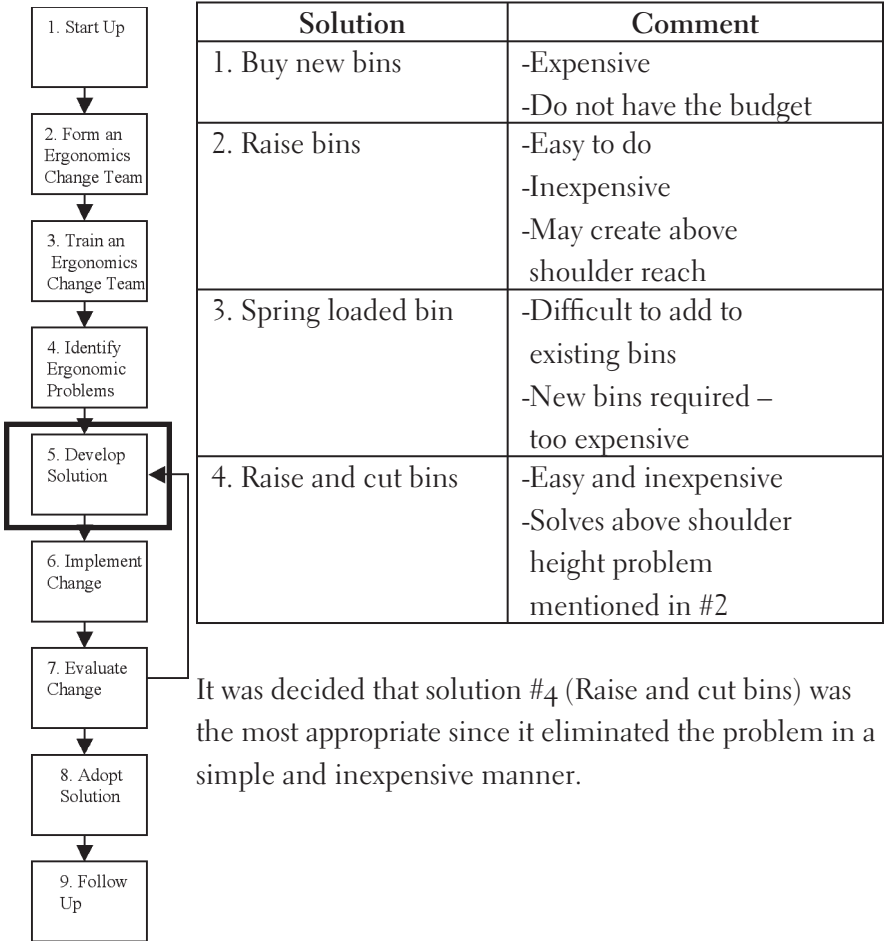 1. Start Up
2. Form an
Ergonomics
Change Team
3. Train an
Ergonomics
Change Team
4. Identify
Ergonomic
Problems
5. Develop
Solution
6. Implement
Change
7. Evaluate
Change
8. Adopt
Solution
9. Follow
Up
Solution
Comment
1. Buy new bins
-Expensive
-Do not have the budget
2. Raise bins
-Easy to do
-Inexpensive
-May create above
shoulder reach
3. Spring loaded bin
-Difficult to add to
existing bins
-New bins required –
too expensive
4. Raise and cut bins
-Easy and inexpensive
-Solves above shoulder
height problem
mentioned in #2
It was decided that solution #4 (Raise and cut bins) was
the most appropriate since it eliminated the problem in a
simple and inexpensive manner.